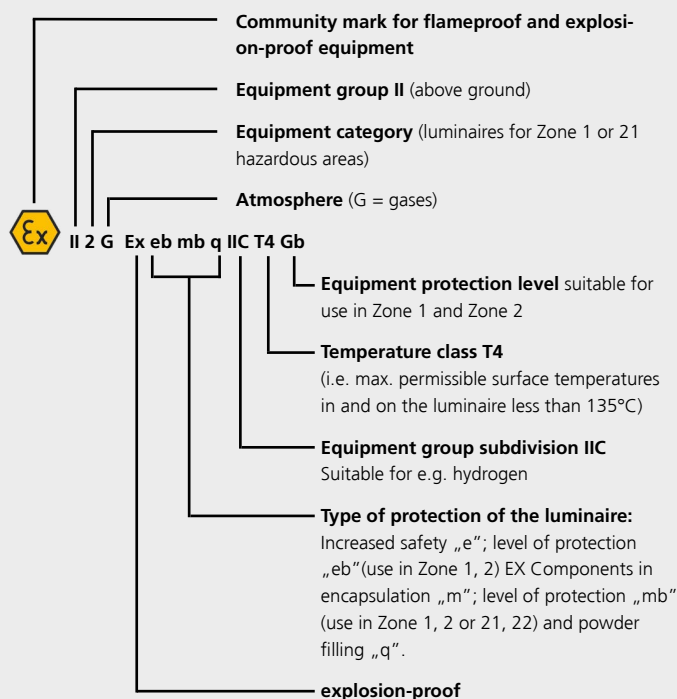 Community mark for flameproof and explosi-
on-proof equipment
Equipment group II (above ground)
Equipment category (luminaires for Zone 1 or 21
hazardous areas)
Atmosphere (G = gases)
Ex II 2 G Ex eb mb q IIC T4 Gb
Equipment protection level suitable for
use in Zone 1 and Zone 2
Temperature class T4
(i.e. max. permissible surface temperatures
in and on the luminaire less than 135°C)
Equipment group subdivision IIC
Suitable for e.g. hydrogen
Type of protection of the luminaire:
Increased safety „e”; level of protection
„eb”(use in Zone 1, 2) EX Components in
encapsulation „m”; level of protection „mb”
(use in Zone 1, 2 or 21, 22) and powder
filling „q”.
explosion-proof